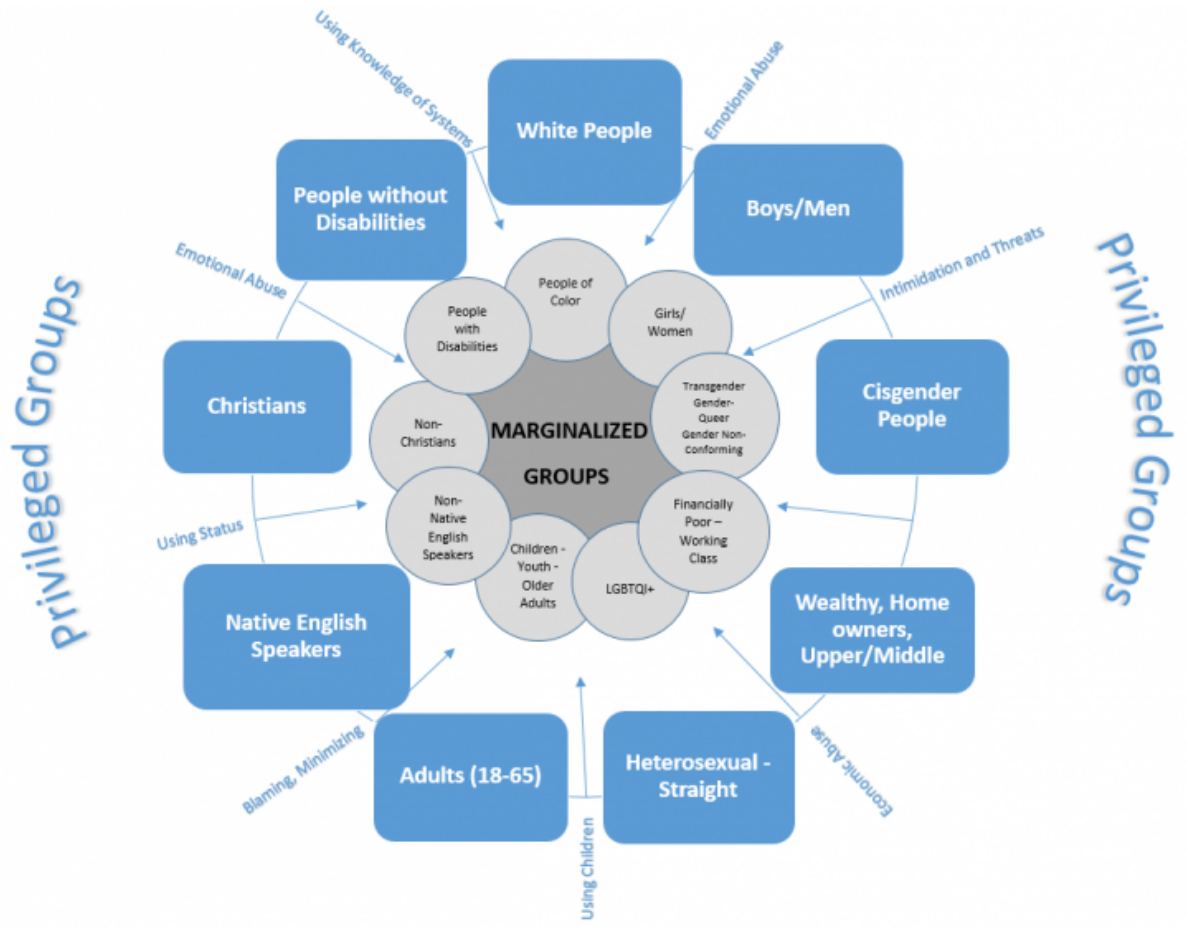 Using Knowledge of Systems
Emotional Abuse
White People
People without
Disabilities
Boys/Men
Emotional Abuse
Intimidation and Threats
Privileged Groups
Privileged Groups
People of
Color
People
with
Disabilities
Girls/
Women
Christians
Cisgender
People
Non-
Christians
MARGINALIZED
GROUPS
Transgender
Gender-
Queer
Gender Non-
Conforming
Using Status
Non-
Native
English
Speakers
Financially
Poor –
Working
Class
Children -
Youth -
Older
Adults
LGBTQI+
Native English
Speakers
Wealthy, Home
owners,
Upper/Middle
Blaming, Minimizing
Adults (18-65)
Heterosexual -
Straight
Economic Abuse
Using Children